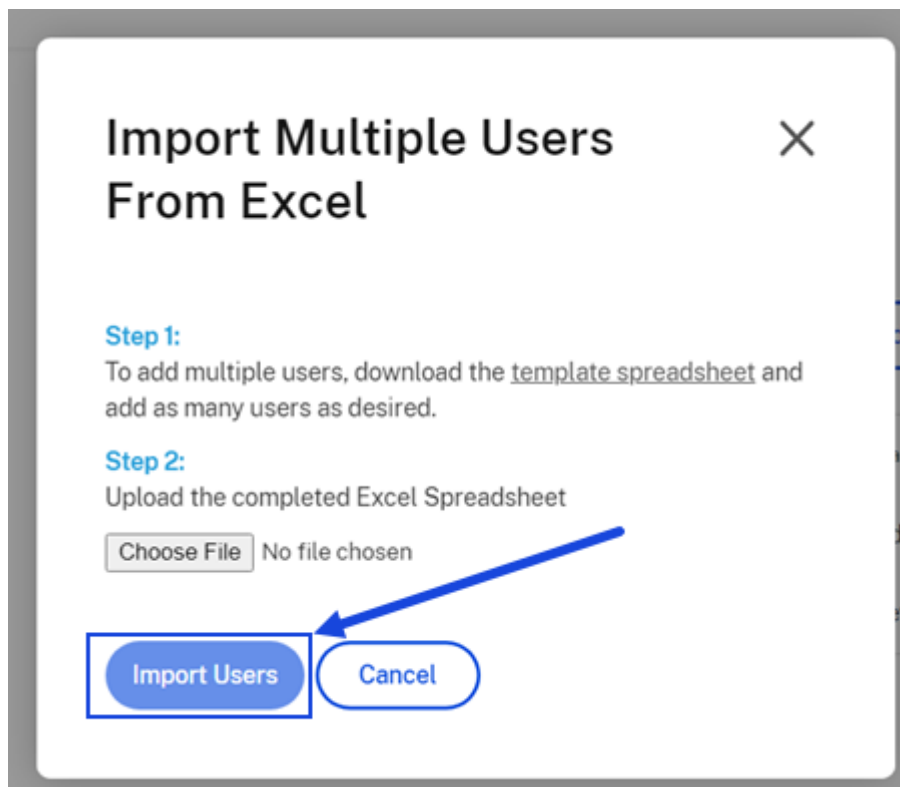 Import Multiple Users
From Excel
Step 1:
To add multiple users, download the template spreadsheet and
add as many users as desired.
Step 2:
Upload the completed Excel Spreadsheet
Choose File No file chosen
Import Users Cancel